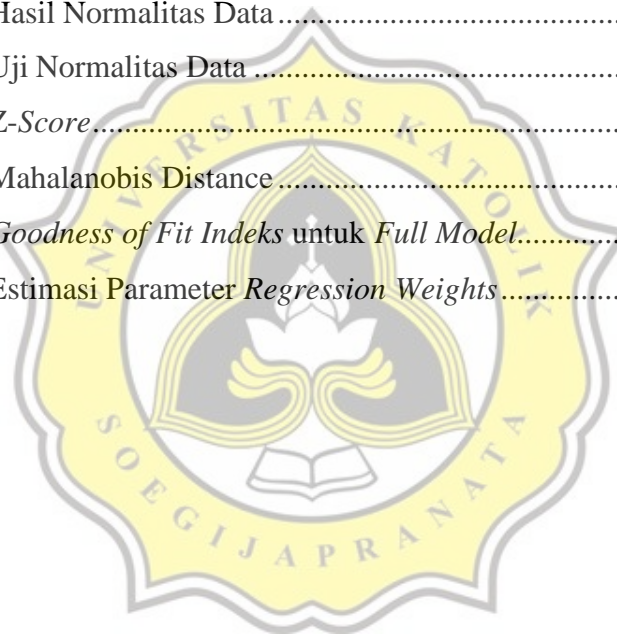 Hasil Normalitas Data
Uji Normalitas Data
Z-Score
Mahalanobis Distance
Goodness of Fit Indeks untuk Full Model
Estimasi Parameter Regression Weights
UNIVERSITAS KATOLIK
SOEGIJAPRANATA